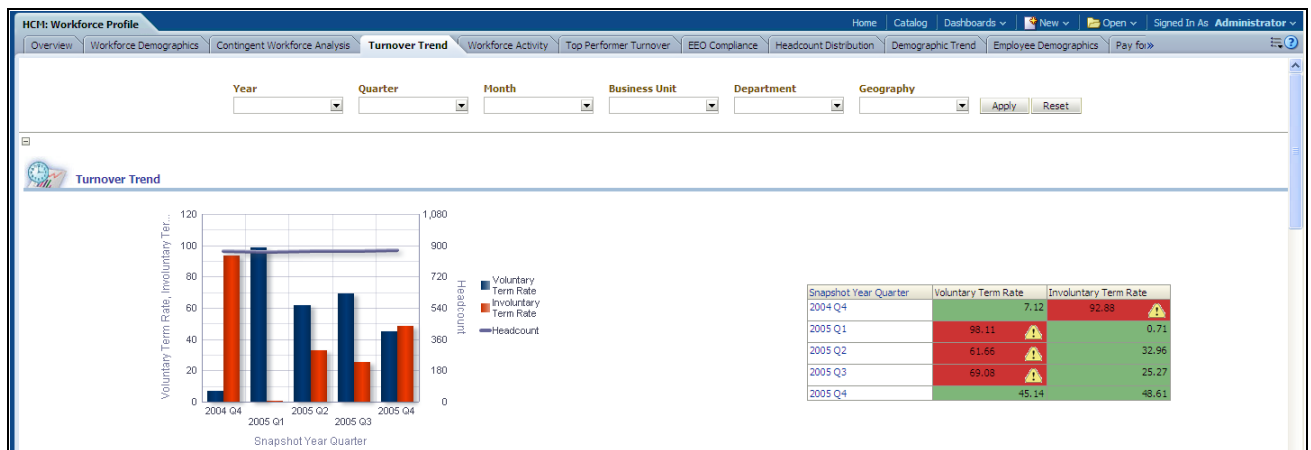 HCM: Workforce Profile
Home Catalog Dashboards New Open Signed In As Administrator
Overview Workforce Demographics Contingent Workforce Analysis Turnover Trend Workforce Activity Top Performer Turnover EEO Compliance Headcount Distribution Demographic Trend Employee Demographics Pay for»
Year Quarter Month Business Unit Department Geography
Apply Reset
Turnover Trend
Voluntary Term Rate, Involuntary Ter...
120
100
80
60
40
20
0
1,080
900
720
540
360
180
0
Headcount
2004 Q4
2005 Q1
2005 Q2
2005 Q3
2005 Q4
Snapshot Year Quarter
Voluntary
Term Rate
Involuntary
Term Rate
Headcount
Snapshot Year Quarter Voluntary Term Rate Involuntary Term Rate
2004 Q4 7.12 92.88
2005 Q1 98.11 0.71
2005 Q2 61.66 32.96
2005 Q3 69.08 25.27
2005 Q4 45.14 48.61